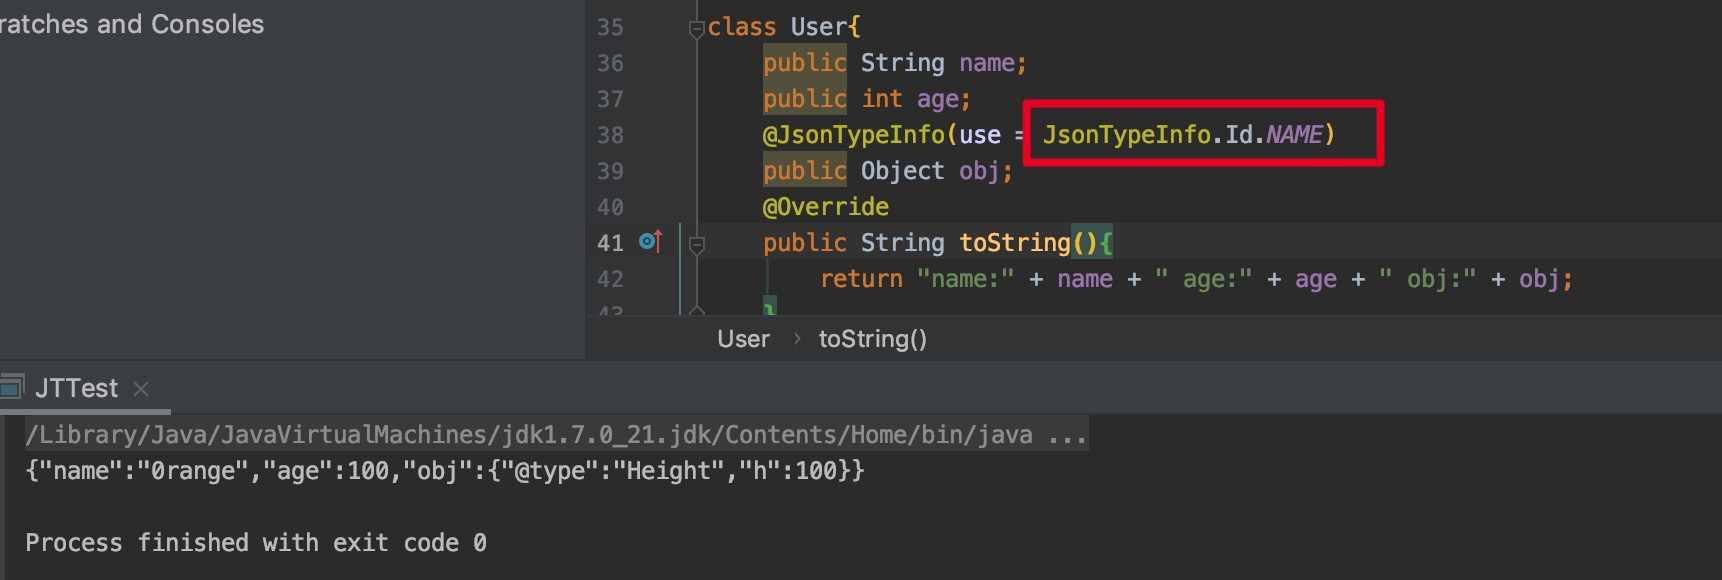 ratches and Consoles
35 class User{
36 public String name;
37 public int age;
38 @JsonTypeInfo(use = JsonTypeInfo.Id.NAME)
39 public Object obj;
40 @Override
41 public String toString(){
42 return "name:" + name + " age:" + age + " obj:" + obj;
43 }
User › toString()
JTTest ×
/Library/Java/JavaVirtualMachines/jdk1.7.0_21.jdk/Contents/Home/bin/java ...
{"name":"0range","age":100,"obj":{"@type":"Height","h":100}}
Process finished with exit code 0